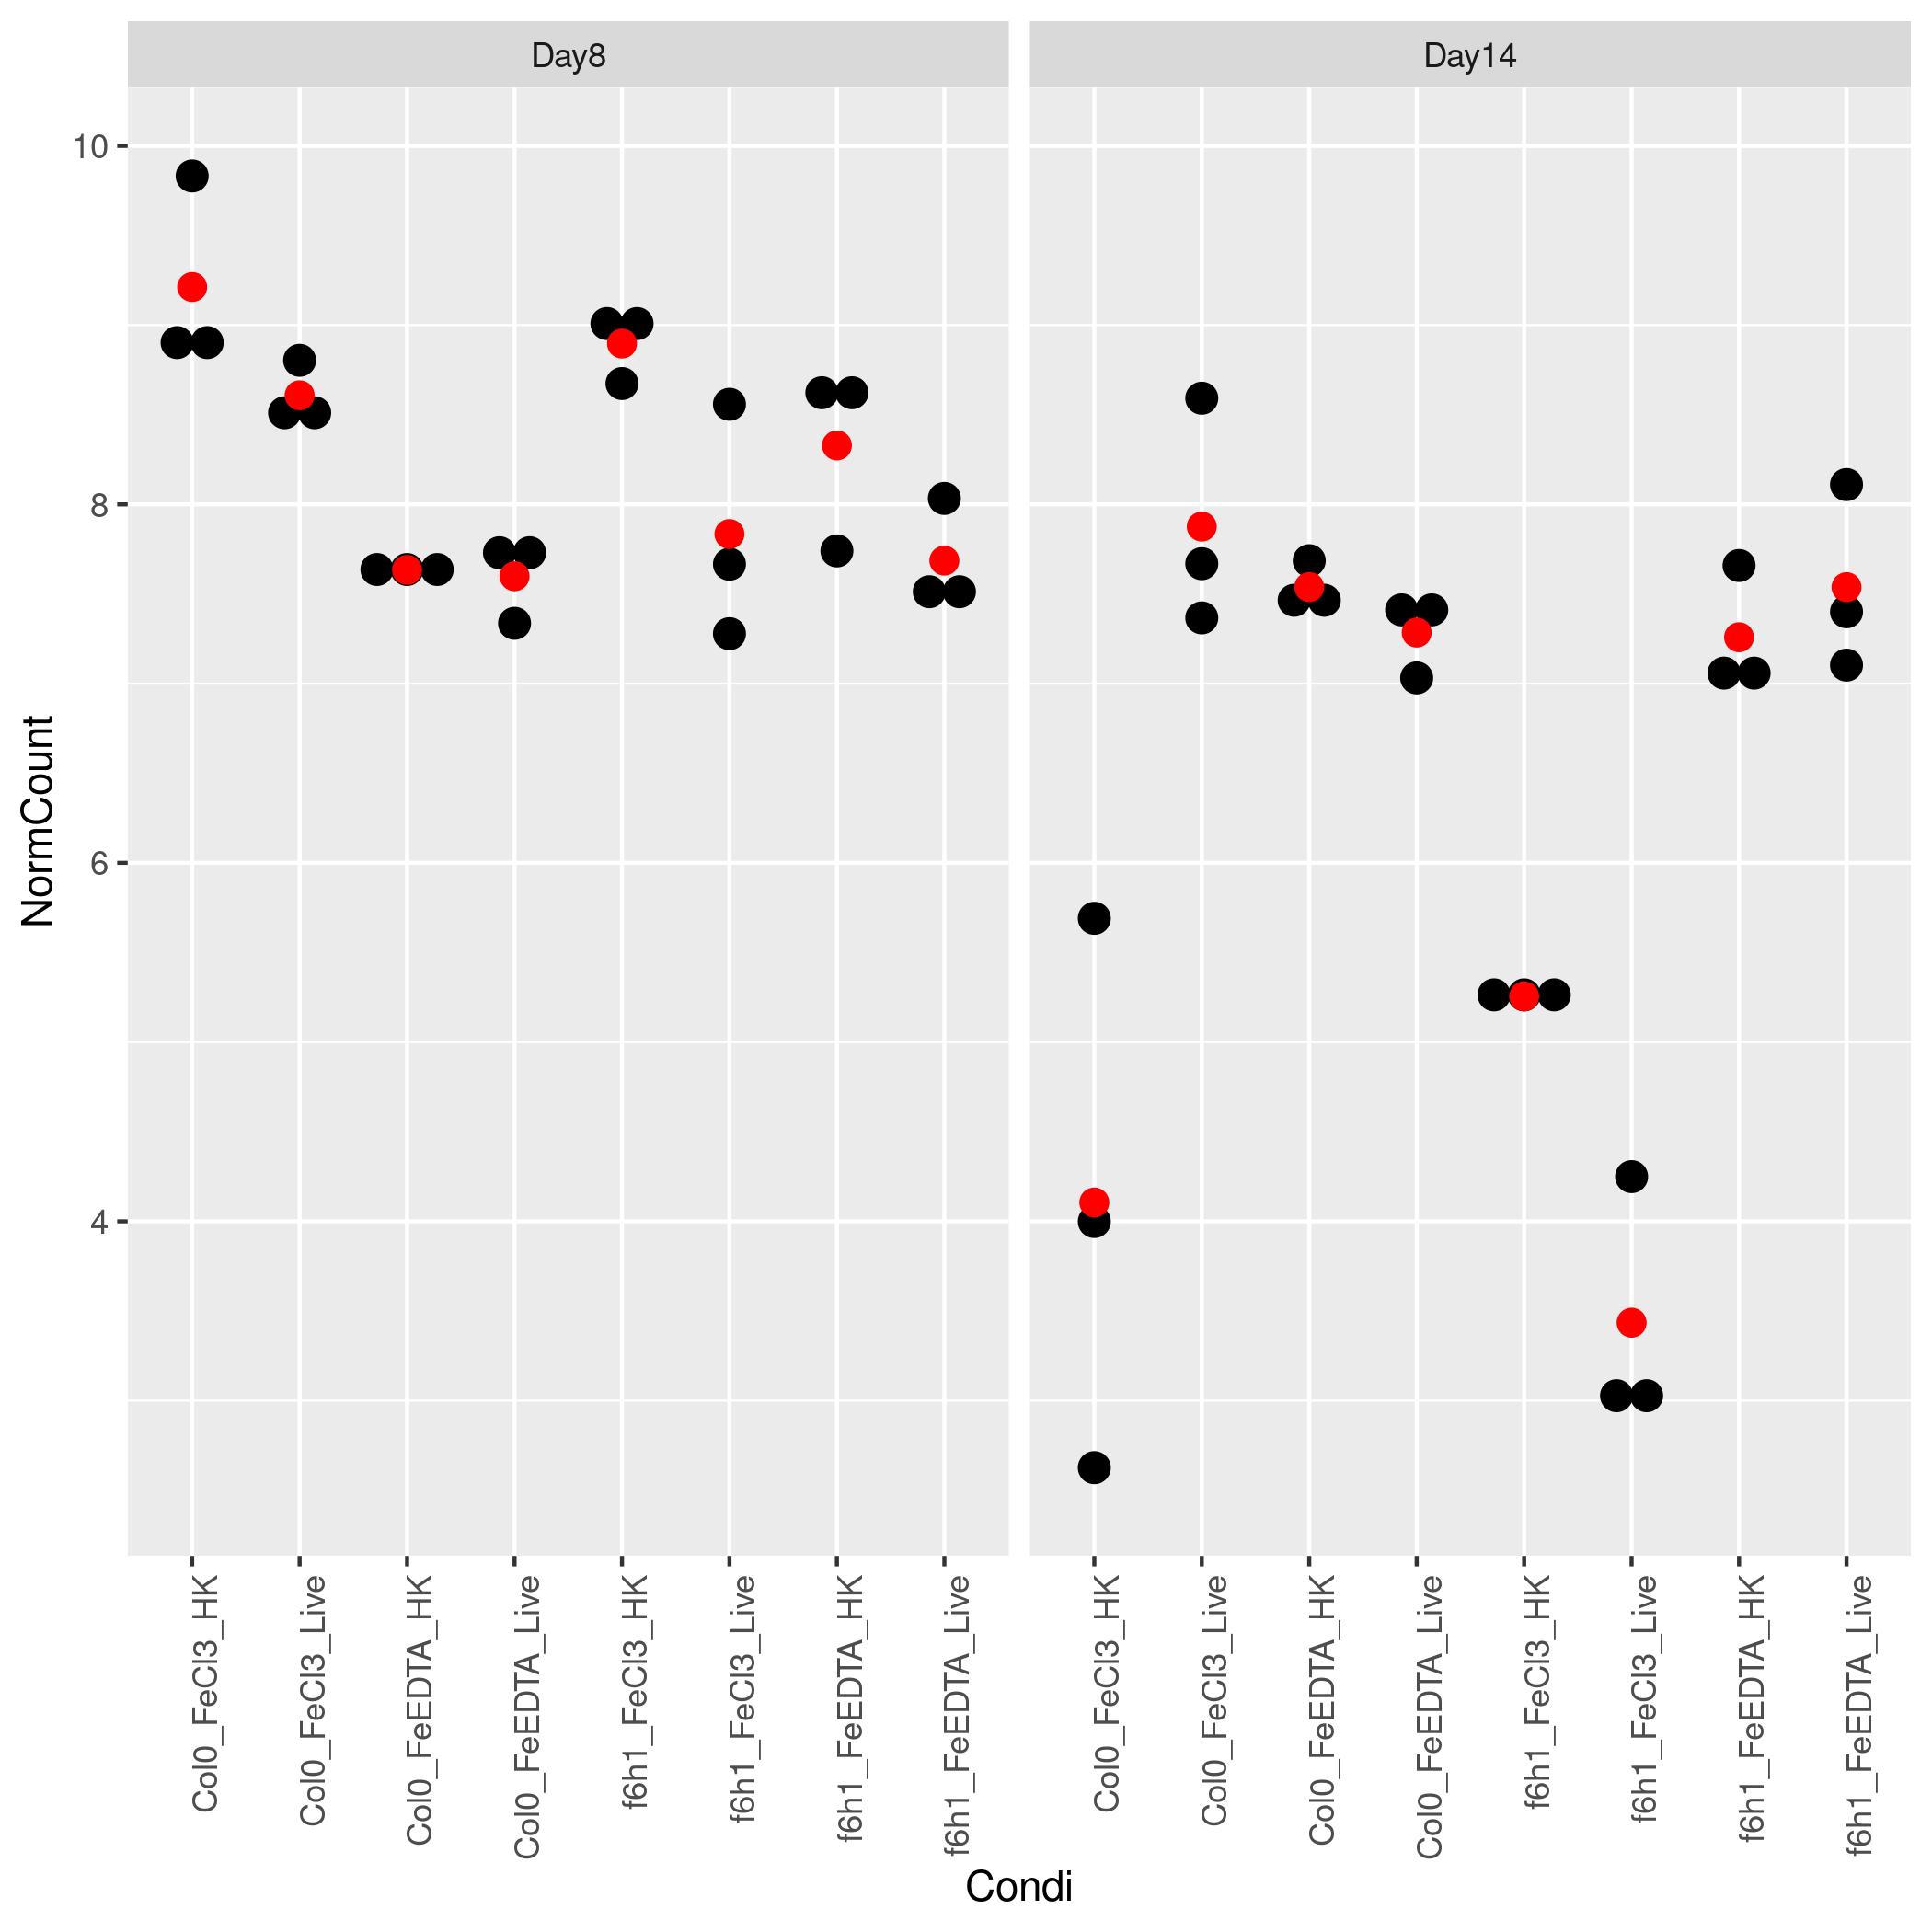 Day8
Day14
10
8
6
4
NormCount
Col0_FeCl3_HK
Col0_FeCl3_Live
Col0_FeEDTA_HK
Col0_FeEDTA_Live
f6h1_FeCl3_HK
f6h1_FeCl3_Live
f6h1_FeEDTA_HK
f6h1_FeEDTA_Live
Col0_FeCl3_HK
Col0_FeCl3_Live
Col0_FeEDTA_HK
Col0_FeEDTA_Live
f6h1_FeCl3_HK
f6h1_FeCl3_Live
f6h1_FeEDTA_HK
f6h1_FeEDTA_Live
Condi